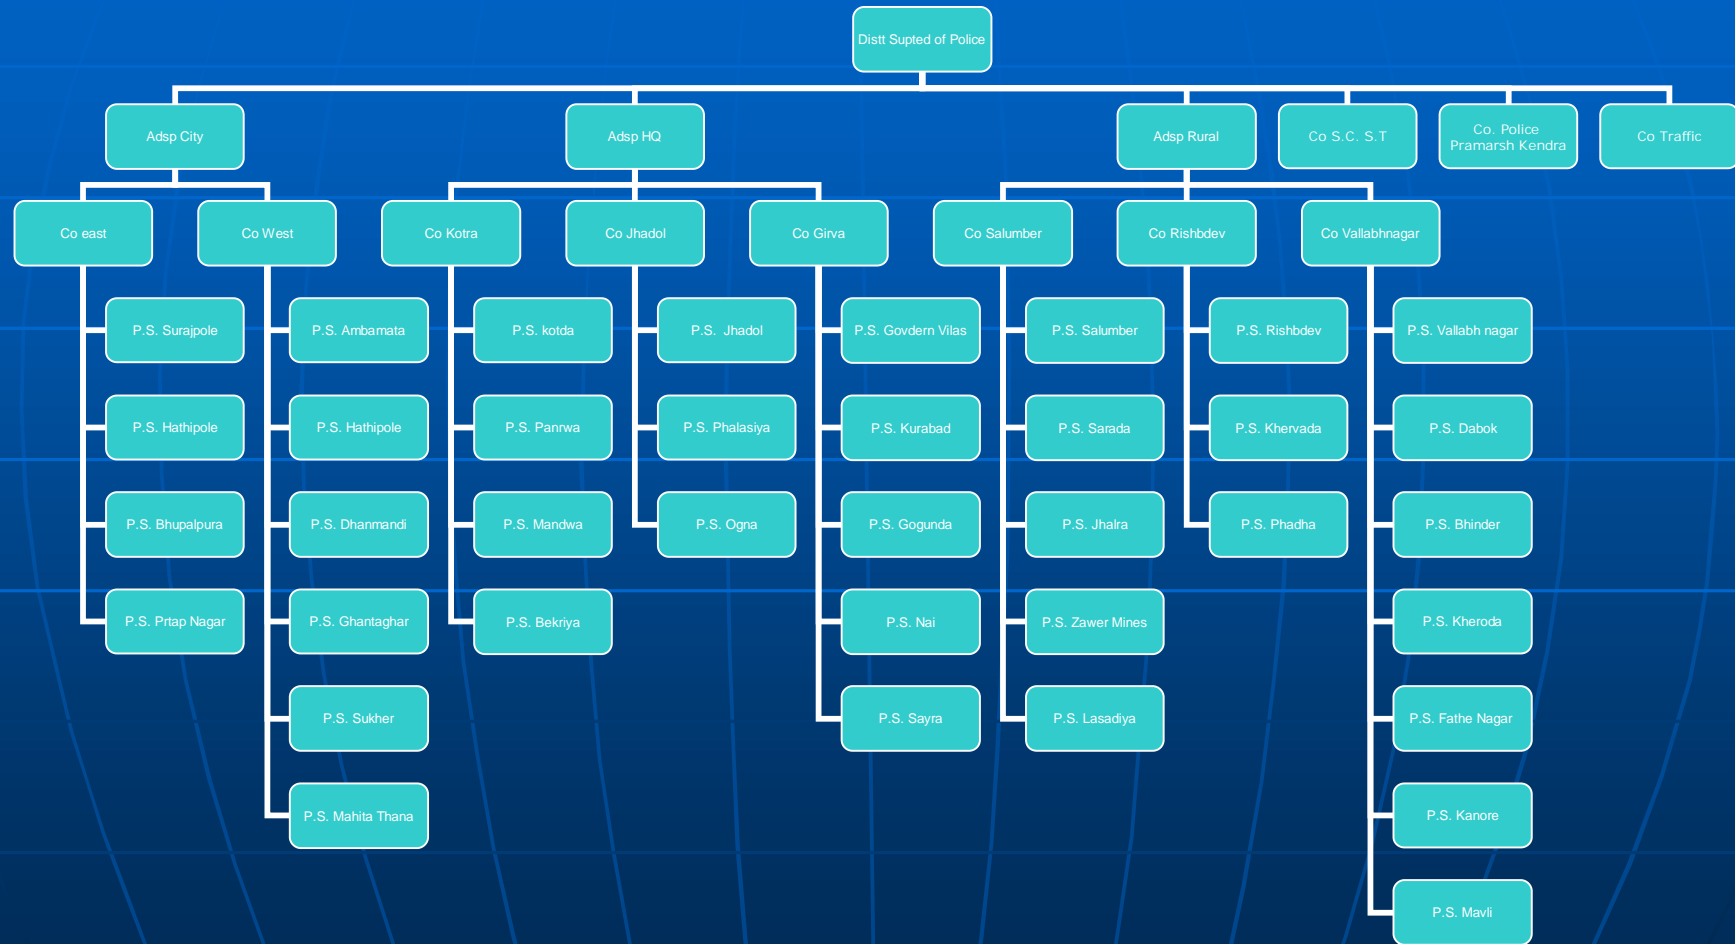 Distt Supted of Police
Adsp City
Adsp HQ
Adsp Rural
Co S.C. S.T
Co. Police
Pramarsh Kendra
Co Traffic
Co east
Co West
Co Kotra
Co Jhadol
Co Girva
Co Salumber
Co Rishbdev
Co Vallabhnagar
P.S. Surajpole
P.S. Ambamata
P.S. kotda
P.S. Jhadol
P.S. Govdern Vilas
P.S. Salumber
P.S. Rishbdev
P.S. Vallabh nagar
P.S. Hathipole
P.S. Hathipole
P.S. Panrwa
P.S. Phalasiya
P.S. Kurabad
P.S. Sarada
P.S. Khervada
P.S. Dabok
P.S. Bhupalpura
P.S. Dhanmandi
P.S. Mandwa
P.S. Ogna
P.S. Gogunda
P.S. Jhalra
P.S. Phadha
P.S. Bhinder
P.S. Prtap Nagar
P.S. Ghantaghar
P.S. Bekriya
P.S. Nai
P.S. Zawer Mines
P.S. Kheroda
P.S. Sukher
P.S. Sayra
P.S. Lasadiya
P.S. Fathe Nagar
P.S. Mahita Thana
P.S. Kanore
P.S. Mavli